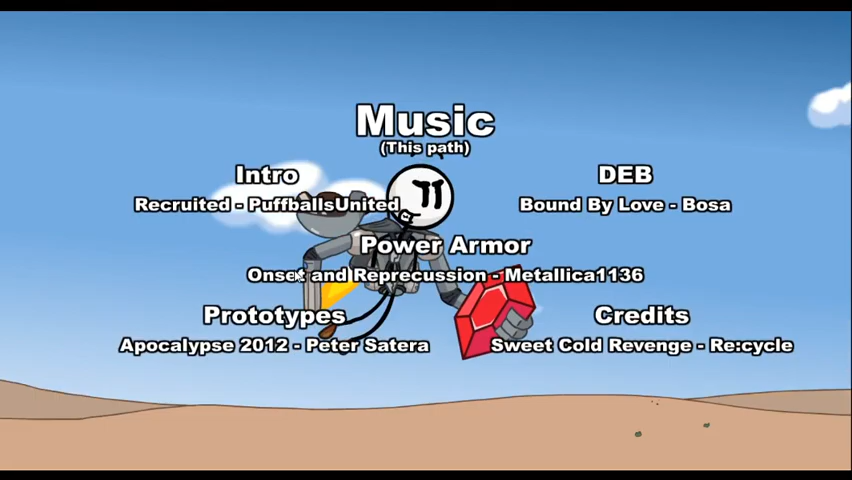 Music
(This path)
Intro
Recruited - PuffballsUnited
DEB
Bound By Love - Bosa
Power Armor
Onset and Reprecussion - Metallica1136
Prototypes
Apocalypse 2012 - Peter Satera
Credits
Sweet Cold Revenge - Re:cycle